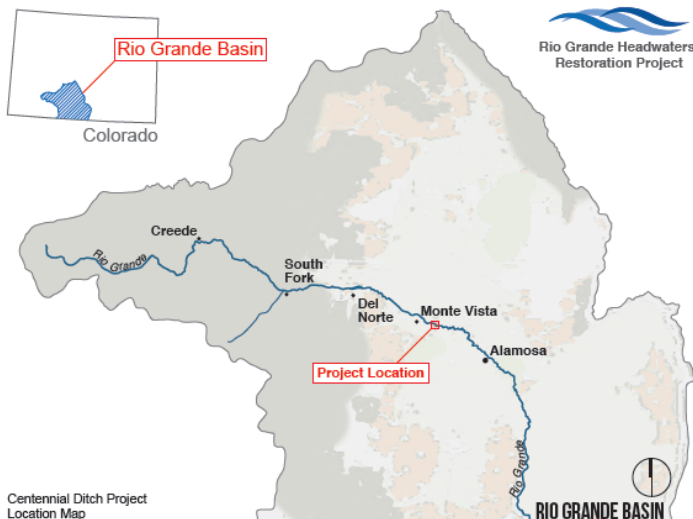 Rio Grande Basin
Colorado
Rio Grande Headwaters
Restoration Project
Creede
Rio Grande
South
Fork
Del
Norte
Monte Vista
Alamosa
Project Location
Rio Grande
Centennial Ditch Project
Location Map
RIO GRANDE BASIN